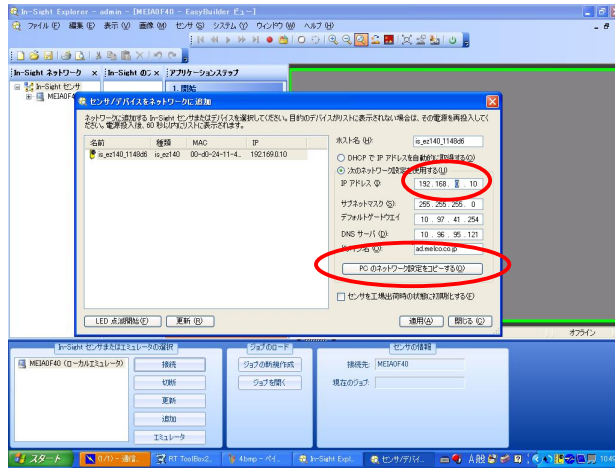 In-Sight Explorer - admin - [MEIA0F40 - EasyBuilder ビュー]
ファイル(F) 編集(E) 表示(V) 画像(M) センサ(S) システム(Y) ウィンドウ(W) ヘルプ(H)
In-Sight ネットワーク × In-Sight のフ× アプリケーションステップ
In-Sight センサ 1. 開始
MEIA0F4
センサ/デバイスをネットワークに追加
ネットワークに追加する In-Sight センサまたはデバイスを選択してください。目的のデバイスが列リストに表示されない場合は、その電源を再投入してください。電源投入後、60 秒以内にリストに表示されます。
名前 種類 MAC IP
is_ez140_1148d6 is_ez140 00-d0-24-11-4... 192.169.0.10
ホスト名(H): is_ez140_1148d6
DHCP で IP アドレスを自動的に取得する(O)
次のネットワーク設定を使用する(U)
IP アドレス(I): 192 . 168 . 0 . 10
サブネットマスク(S): 255 . 255 . 255 . 0
デフォルトゲートウエイ 10 . 97 . 41 . 254
DNS サーバ(D): 10 . 96 . 95 . 121
ad.melco.co.jp
PC のネットワーク設定をコピーする(O)
センサを工場出荷時の状態に初期化する(E)
LED 点滅開始(F) 更新(R) 適用(A) 閉じる(C)
オフライン
In-Sight センサまたはエミュレータの選択 ジョブのロード センサの情報
MEIA0F40 (ローカルエミュレータ) 接続 ジョブの新規作成 接続先: MEIA0F40
切断 ジョブを開く 現在のジョブ:
更新
追加
エミュレータ
スタート RT ToolBox2... 4.bmp - ペイ... In-Sight Expl... センサ/デバイ... A 般